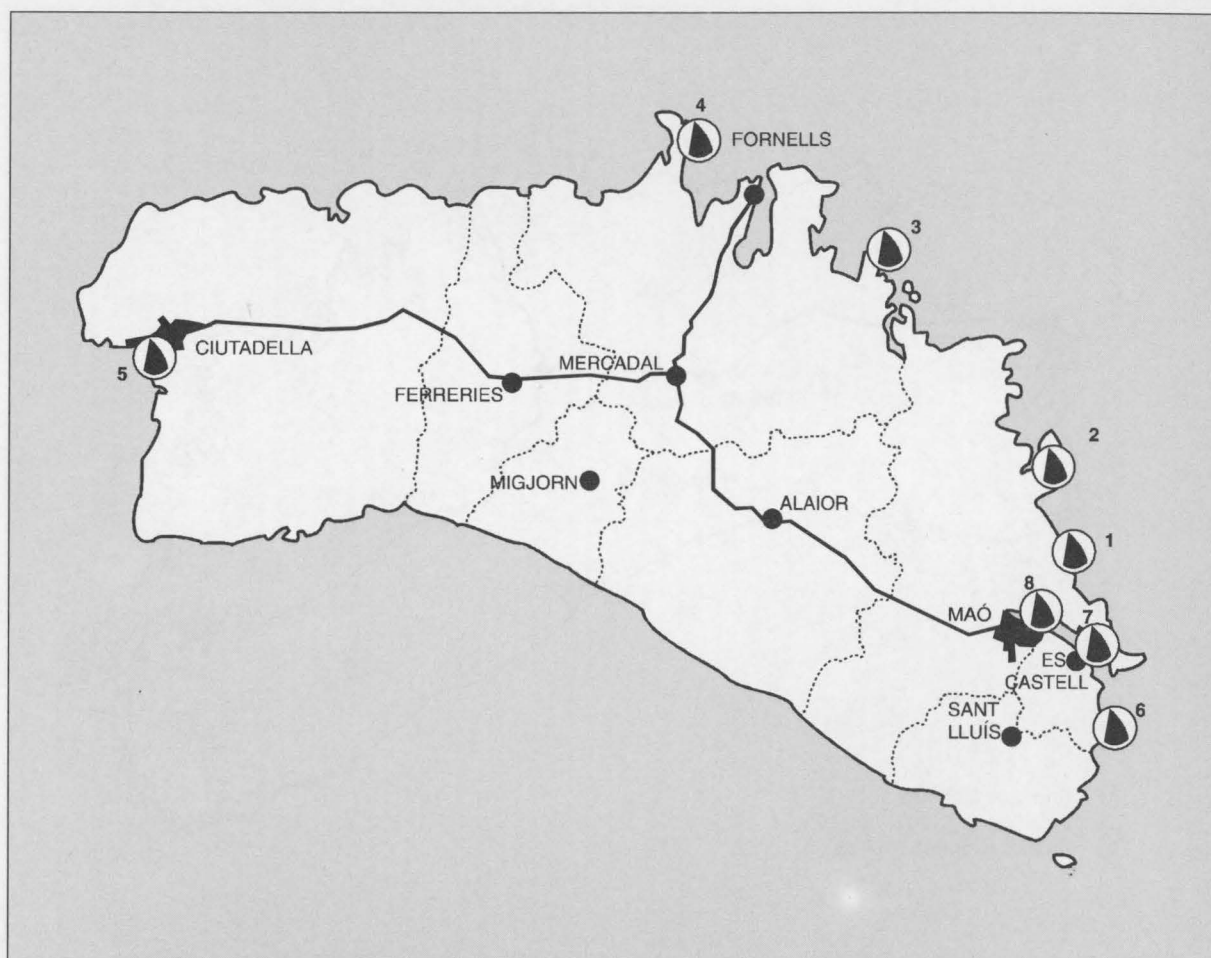 4
FORNELLS
3
CIUTADELLA
5
MERCADAL
FERRERIES
2
MIGJORN
ALAIOR
1
8
MAÓ
7
ES
CASTELL
SANT
LLUÍS
6